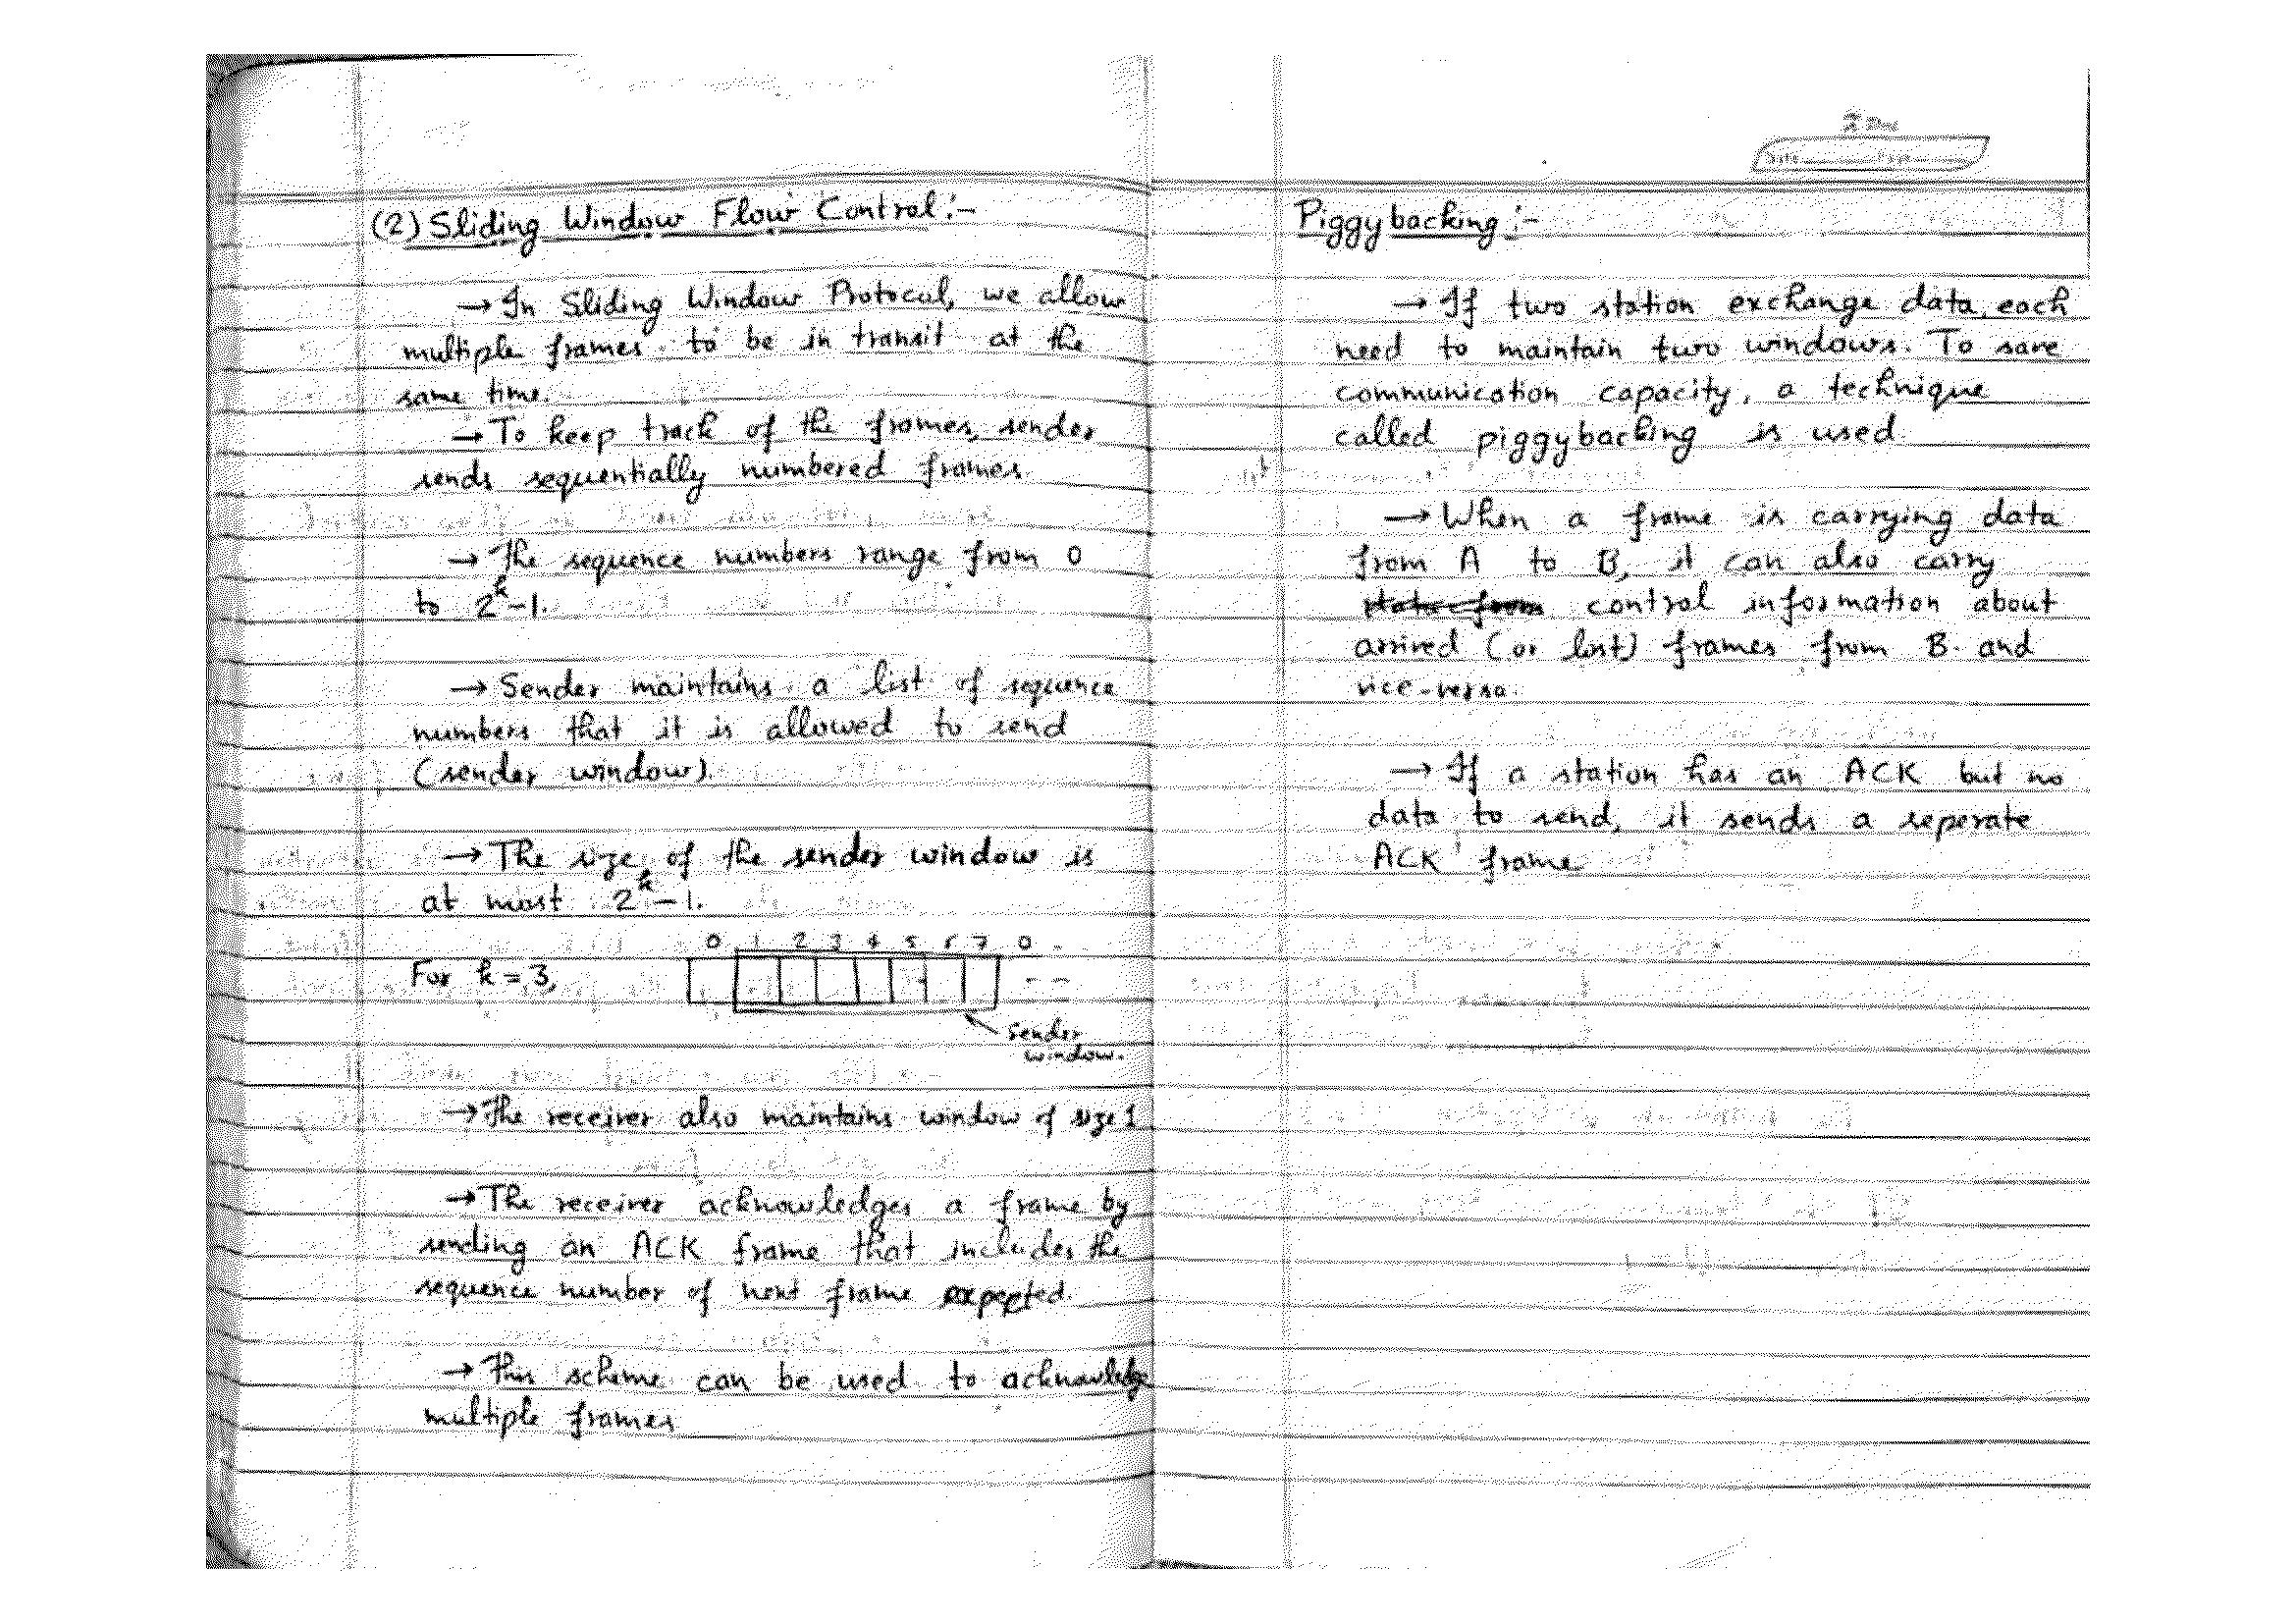 (2) Sliding Window Flow Control :-
→ In Sliding Window Protocal, we allow
multiple frames to be in transit at the
same time.
→ To keep track of the frames, sender
sends sequentially numbered frames.
→ The sequence numbers range from 0
to 2^k-1.
→ Sender maintains a list of sequence
numbers that it is allowed to send
(sender window).
→ The size of the sender window is
at most 2^k-1.
0 1 2 3 4 5 6 7 0 -
For k = 3, - -
sender
window.
→ The receiver also maintains window of size 1
→ The receiver acknowledges a frame by
sending an ACK frame that includes the
sequence number of next frame expepted.
→ This scheme can be used to acknowledge
multiple frames
Piggybacking :-
→ If two station exchange data, each
need to maintain two windows. To save
communication capacity, a technique
called piggybacking is used.
→ When a frame is carrying data
from A to B, it can also carry
control information about
arrived (or lost) frames from B and
vice-versa.
→ If a station has an ACK but no
data to send, it sends a seperate
ACK frame